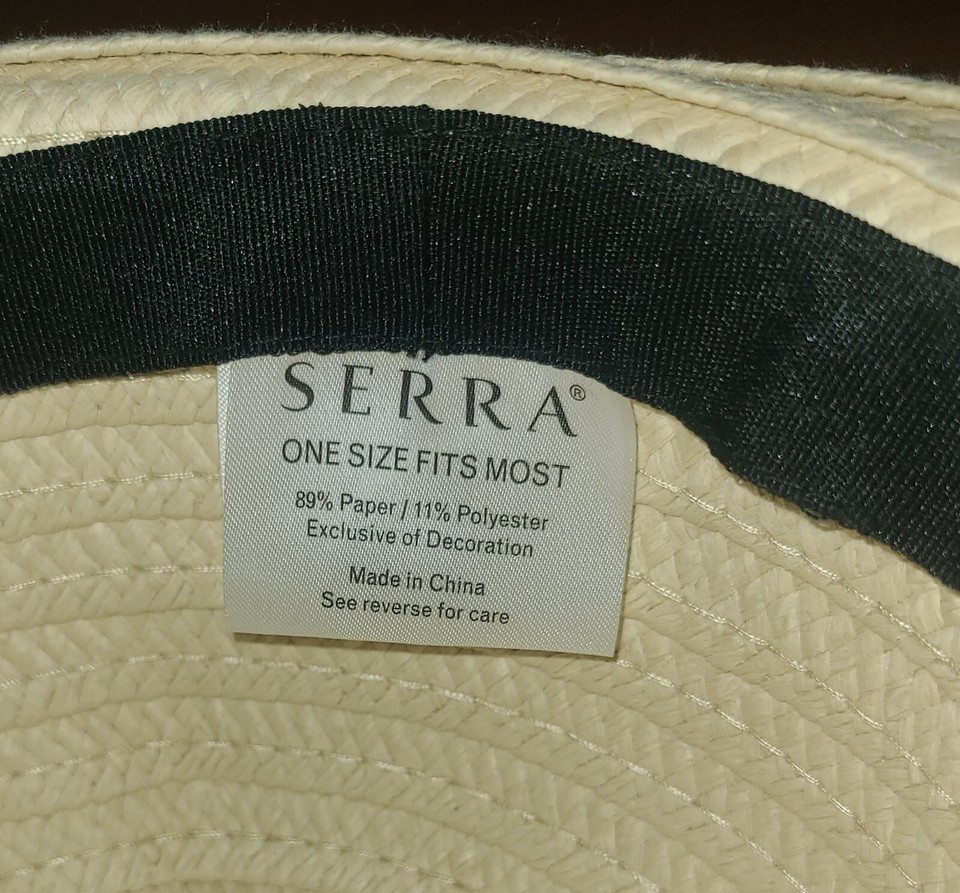 SERRA®
ONE SIZE FITS MOST
89% Paper / 11% Polyester
Exclusive of Decoration
Made in China
See reverse for care